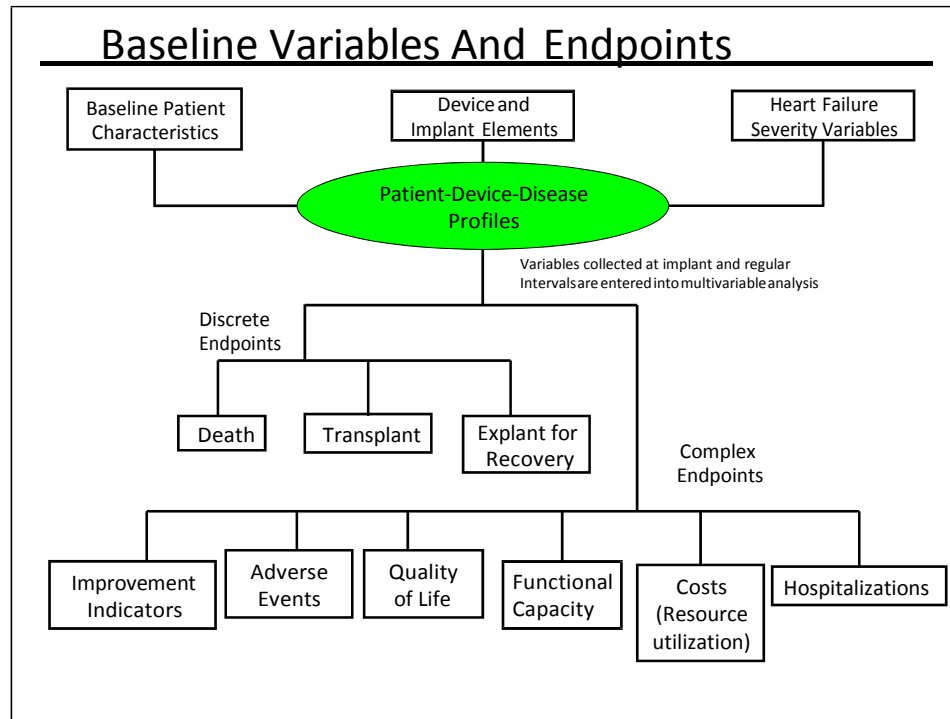 Baseline Variables And Endpoints
Baseline Patient
Characteristics
Device and
Implant Elements
Heart Failure
Severity Variables
Patient-Device-Disease
Profiles
Variables collected at implant and regular
Intervals are entered into multivariable analysis
Discrete
Endpoints
Death
Transplant
Explant for
Recovery
Complex
Endpoints
Improvement
Indicators
Adverse
Events
Quality
of Life
Functional
Capacity
Costs
(Resource
utilization)
Hospitalizations